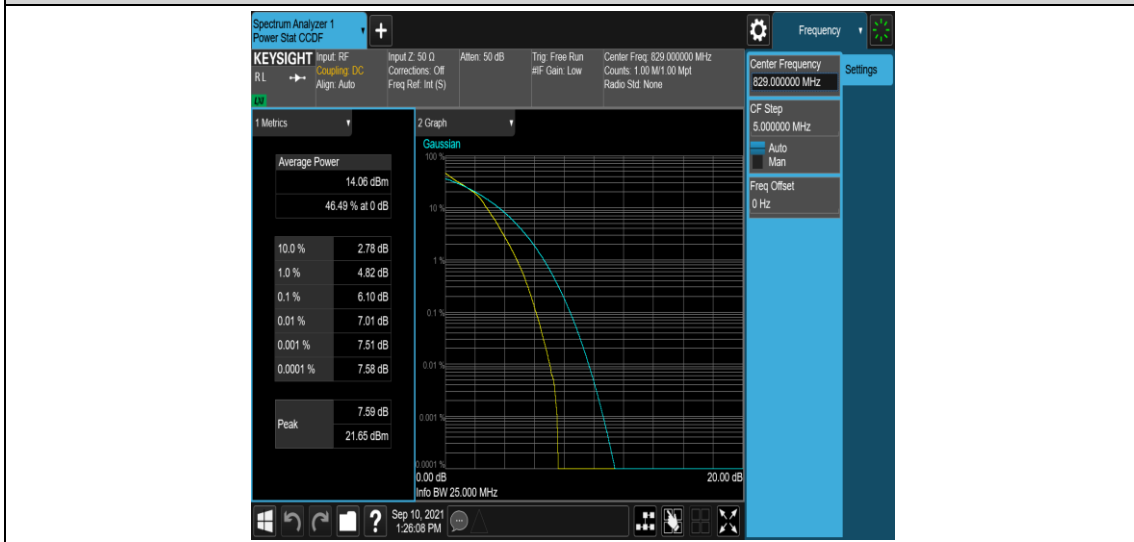 Spectrum Analyzer 1
Power Stat CCDF
+
Frequency
KEYSIGHT
RL
LXI
Input: RF
Coupling: DC
Align: Auto
Input Z: 50 Ω
Corrections: Off
Freq Ref: Int (S)
Atten: 50 dB
Trig: Free Run
#IF Gain: Low
Center Freq: 829.000000 MHz
Counts: 1.00 M/1.00 Mpt
Radio Std: None
Center Frequency
829.000000 MHz
Settings
CF Step
5.000000 MHz
Auto
Man
Freq Offset
0 Hz
1 Metrics
Average Power
14.06 dBm
46.49 % at 0 dB
10.0 % 2.78 dB
1.0 % 4.82 dB
0.1 % 6.10 dB
0.01 % 7.01 dB
0.001 % 7.51 dB
0.0001 % 7.58 dB
Peak
7.59 dB
21.65 dBm
2 Graph
Gaussian
100 %
10 %
1 %
0.1 %
0.01 %
0.001 %
0.0001 %
0.00 dB 20.00 dB
Info BW 25.000 MHz
?
Sep 10, 2021
1:26:08 PM